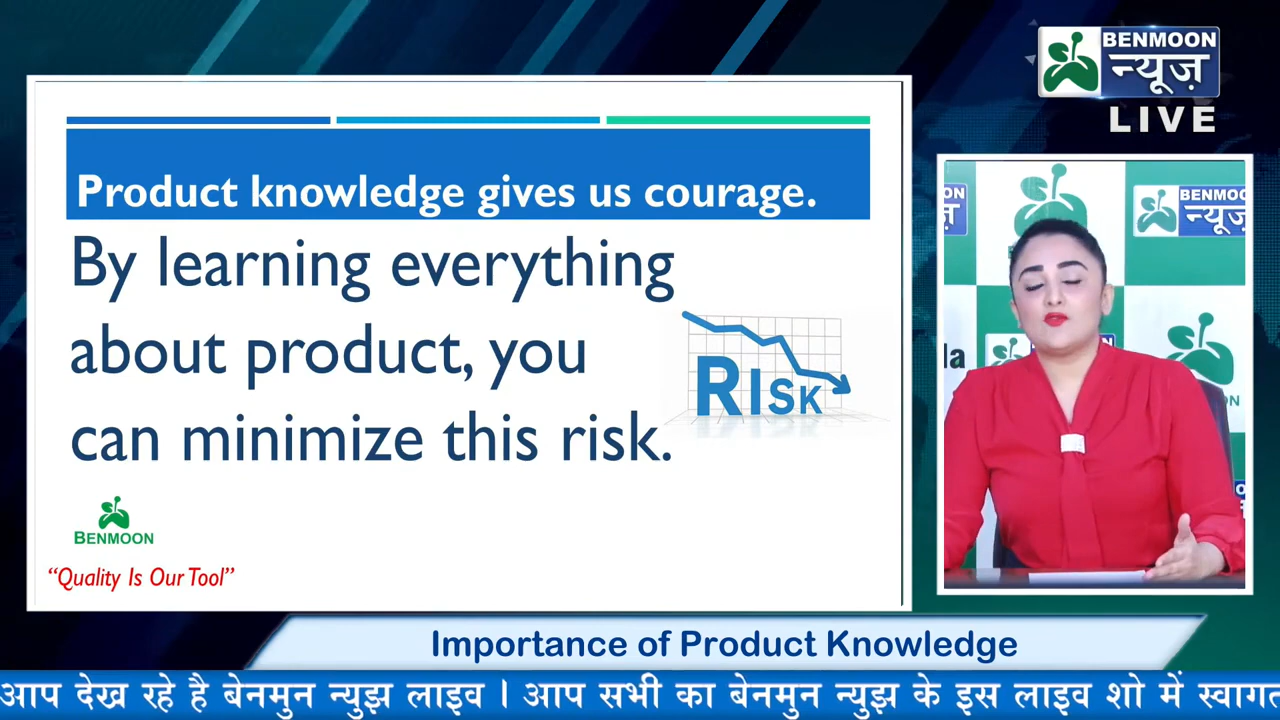 BENMOON
न्यूज़
LIVE
Product knowledge gives us courage.
By learning everything
about product, you
can minimize this risk.
RISK
BENMOON
“Quality Is Our Tool”
BENMOON
न्यूज़
Importance of Product Knowledge
आप देख रहे है बेनमुन न्युझ लाइव । आप सभी का बेनमुन न्युझ के इस लाइव शो में स्वागत